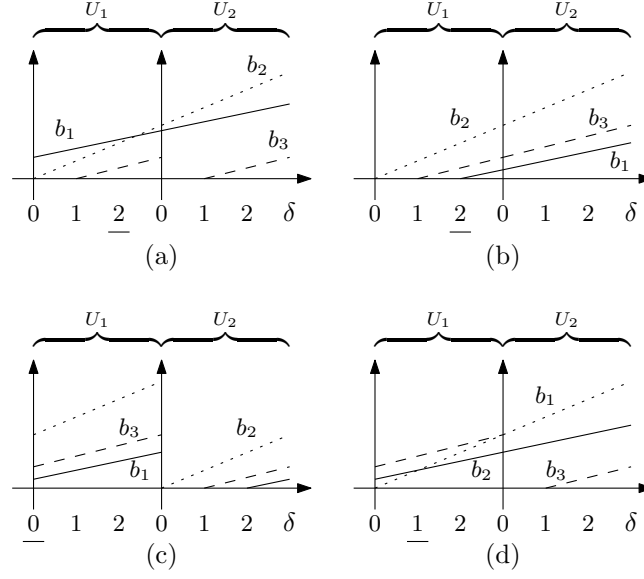 U₁ U₂ U₁ U₂
b₂
b₁ b₂ b₃
b₃ b₁
0 1 2 0 1 2 δ 0 1 2 0 1 2 δ
(a) (b)
U₁ U₂ U₁ U₂
b₁
b₃ b₂
b₁ b₂ b₃
0 1 2 0 1 2 δ 0 1 2 0 1 2 δ
(c) (d)